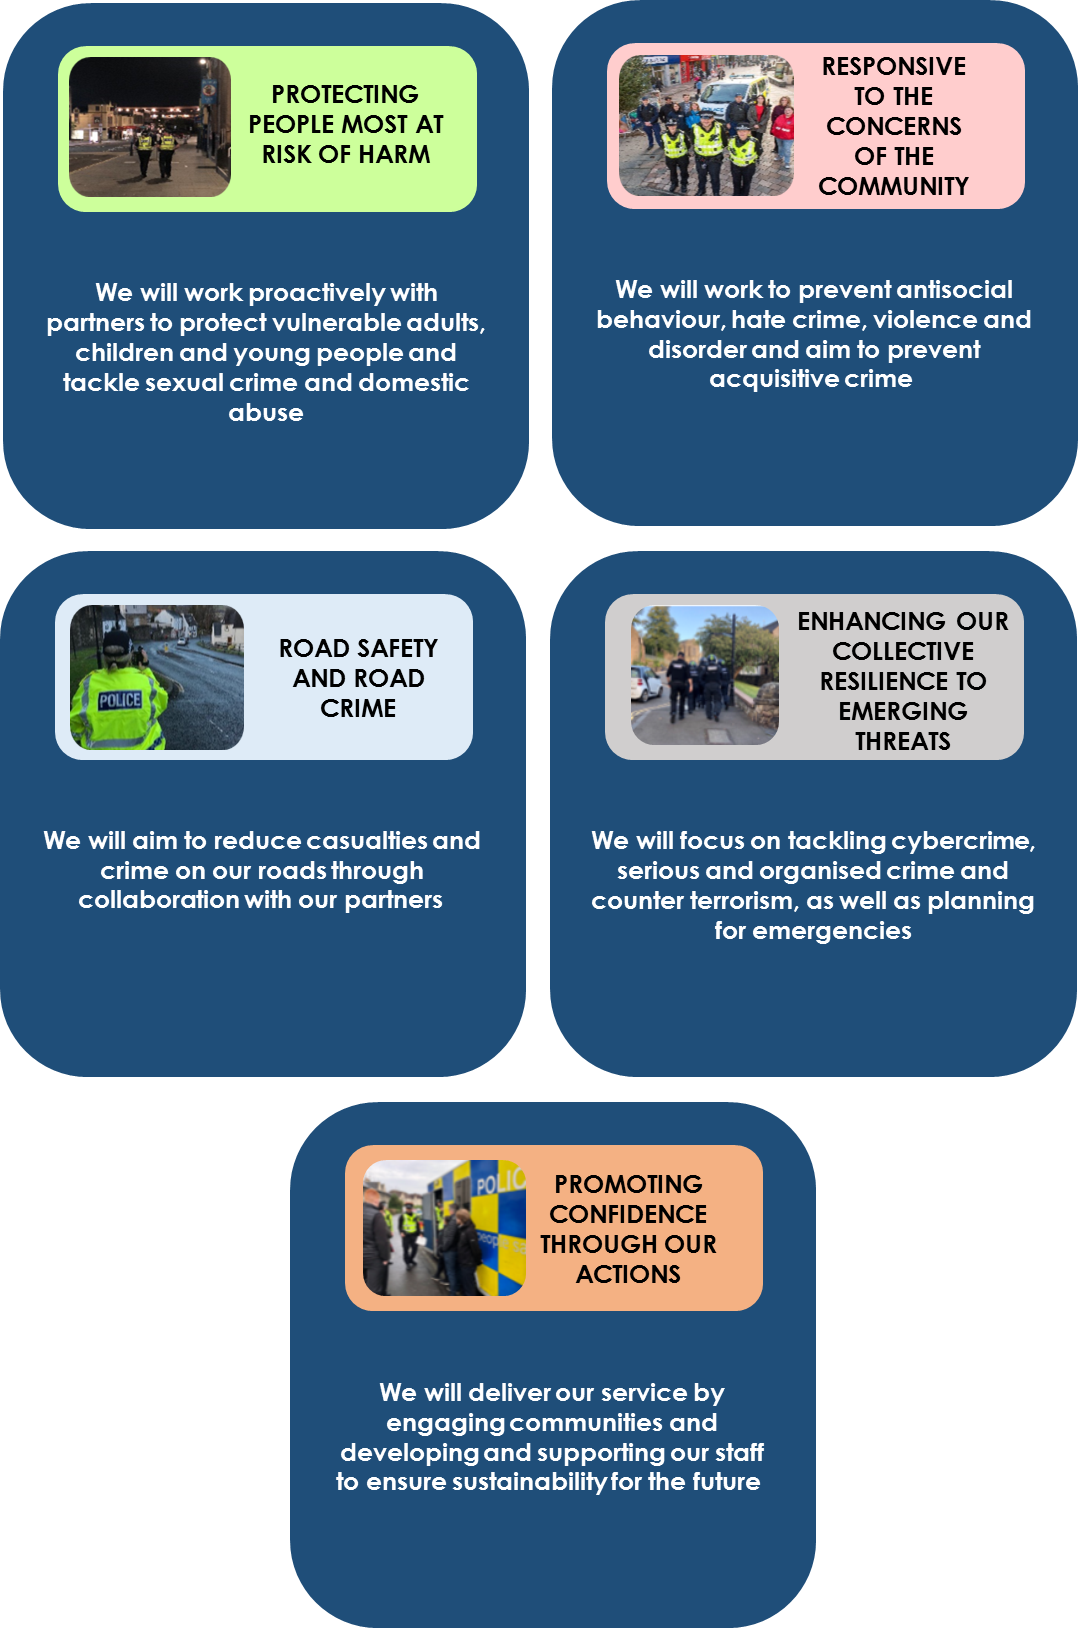 PROTECTING
PEOPLE MOST AT
RISK OF HARM
We will work proactively with
partners to protect vulnerable adults,
children and young people and
tackle sexual crime and domestic
abuse
RESPONSIVE
TO THE
CONCERNS
OF THE
COMMUNITY
We will work to prevent antisocial
behaviour, hate crime, violence and
disorder and aim to prevent
acquisitive crime
POLICE
ROAD SAFETY
AND ROAD
CRIME
We will aim to reduce casualties and
crime on our roads through
collaboration with our partners
ENHANCING OUR
COLLECTIVE
RESILIENCE TO
EMERGING
THREATS
We will focus on tackling cybercrime,
serious and organised crime and
counter terrorism, as well as planning
for emergencies
POLIC
PROMOTING
CONFIDENCE
THROUGH OUR
ACTIONS
We will deliver our service by
engaging communities and
developing and supporting our staff
to ensure sustainability for the future